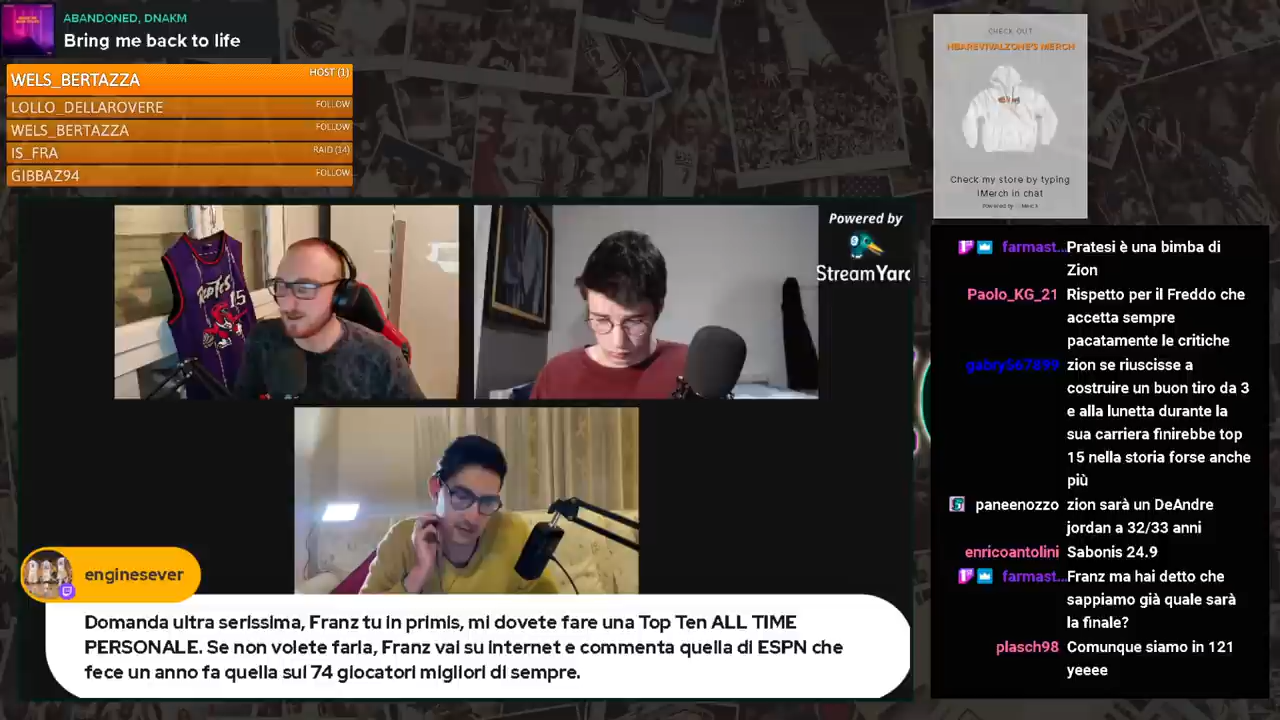 ABANDONED, DNAKM
Bring me back to life
WELS_BERTAZZA HOST (1)
LOLLO_DELLAROVERE FOLLOW
WELS_BERTAZZA FOLLOW
IS_FRA RAID (14)
GIBBAZ94 FOLLOW
CHECK OUT
NBAREVIVALZONE'S MERCH
Check my store by typing
!Merch in chat
Powered by
Powered by
StreamYard
15
farmast... Pratesi è una bimba di
Zion
Paolo_KG_21 Rispetto per il Freddo che
accetta sempre
pacatamente le critiche
gabry567899 zion se riuscisse a
costruire un buon tiro da 3
e alla lunetta durante la
sua carriera finirebbe top
15 nella storia forse anche
più
paneenozzo zion sarà un DeAndre
jordan a 32/33 anni
enricoantolini Sabonis 24.9
farmast... Franz ma hai detto che
sappiamo già quale sarà
la finale?
plasch98 Comunque siamo in 121
yeeee
enginesever
Domanda ultra serissima, Franz tu in primis, mi dovete fare una Top Ten ALL TIME
PERSONALE. Se non volete farla, Franz vai su internet e commenta quella di ESPN che
fece un anno fa quella sui 74 giocatori migliori di sempre.